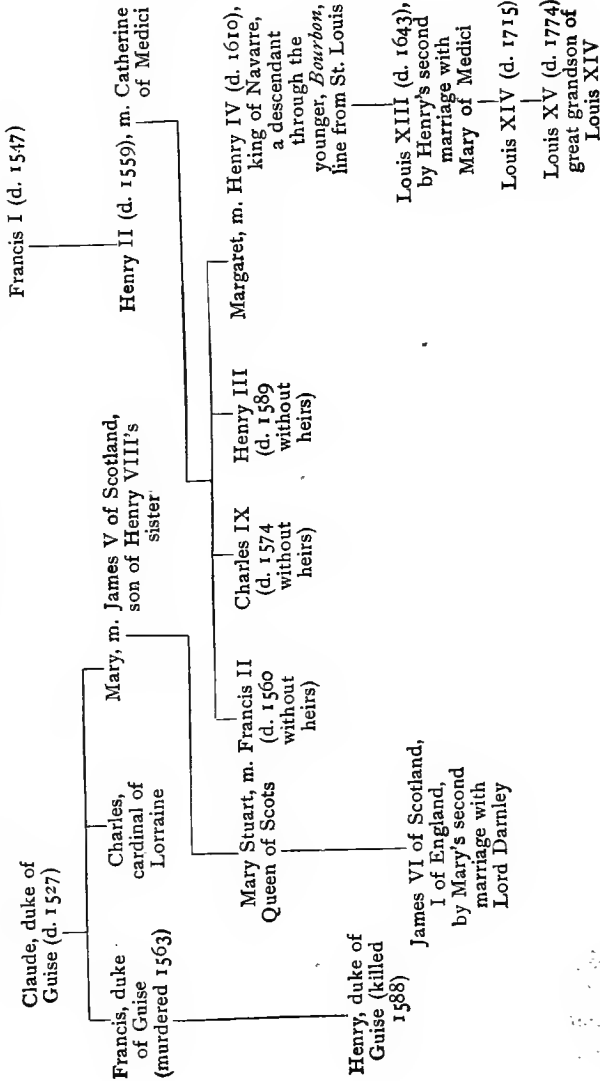 Claude, duke of
Guise (d. 1527)
Francis I (d. 1547)
Francis, duke
of Guise
(murdered 1563)
Charles,
cardinal of
Lorraine
Mary, m. James V of Scotland,
son of Henry VIII's
sister
Henry II (d. 1559), m. Catherine
of Medici
Mary Stuart, m. Francis II
Queen of Scots (d. 1560
without
heirs)
Charles IX
(d. 1574
without
heirs)
Henry III
(d. 1589
without
heirs)
Margaret, m. Henry IV (d. 1610),
king of Navarre,
a descendant
through the
younger, Bourbon,
line from St. Louis
Henry, duke of
Guise (killed
1588)
James VI of Scotland,
I of England,
by Mary's second
marriage with
Lord Darnley
Louis XIII (d. 1643),
by Henry's second
marriage with
Mary of Medici
Louis XIV (d. 1715)
Louis XV (d. 1774)
great grandson of
Louis XIV